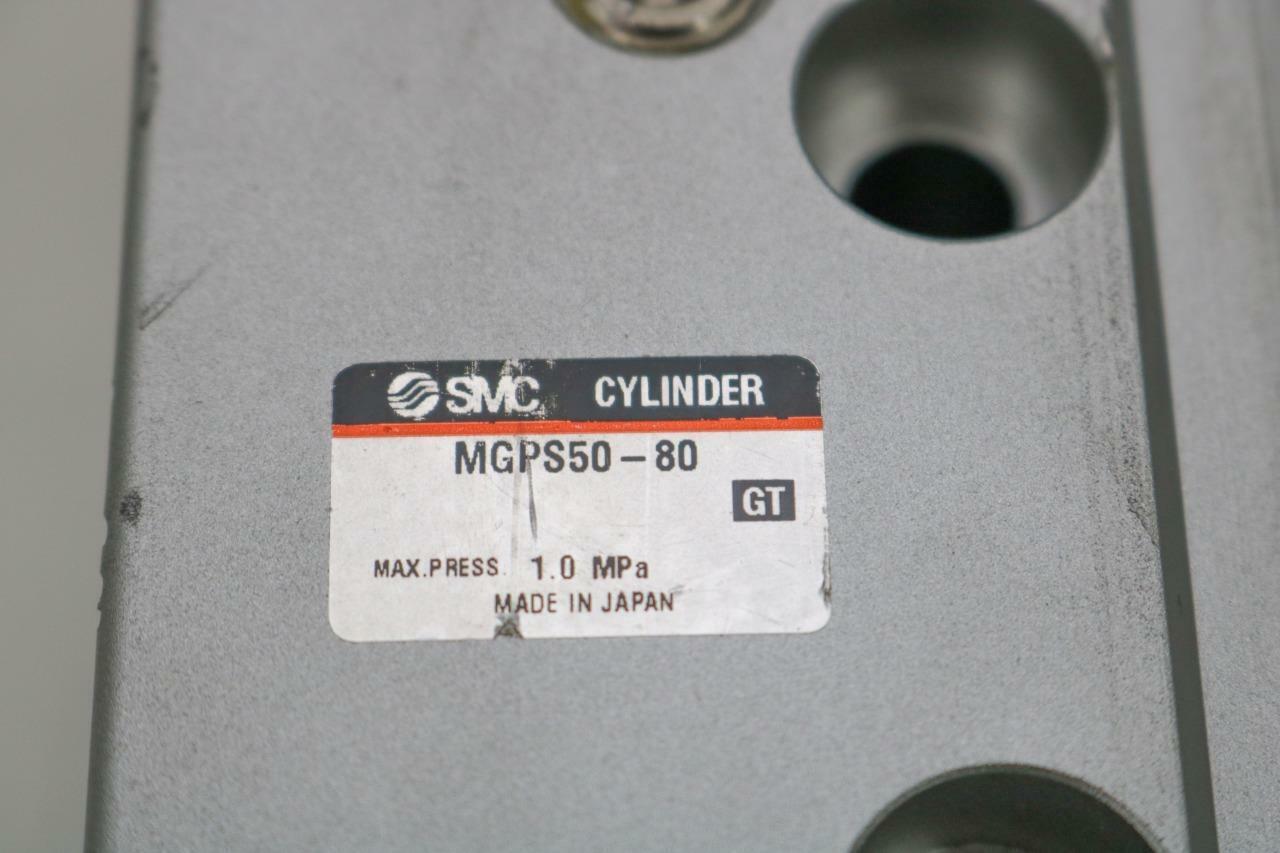 SMC CYLINDER
MGPS50-80
GT
MAX.PRESS. 1.0 MPa
MADE IN JAPAN